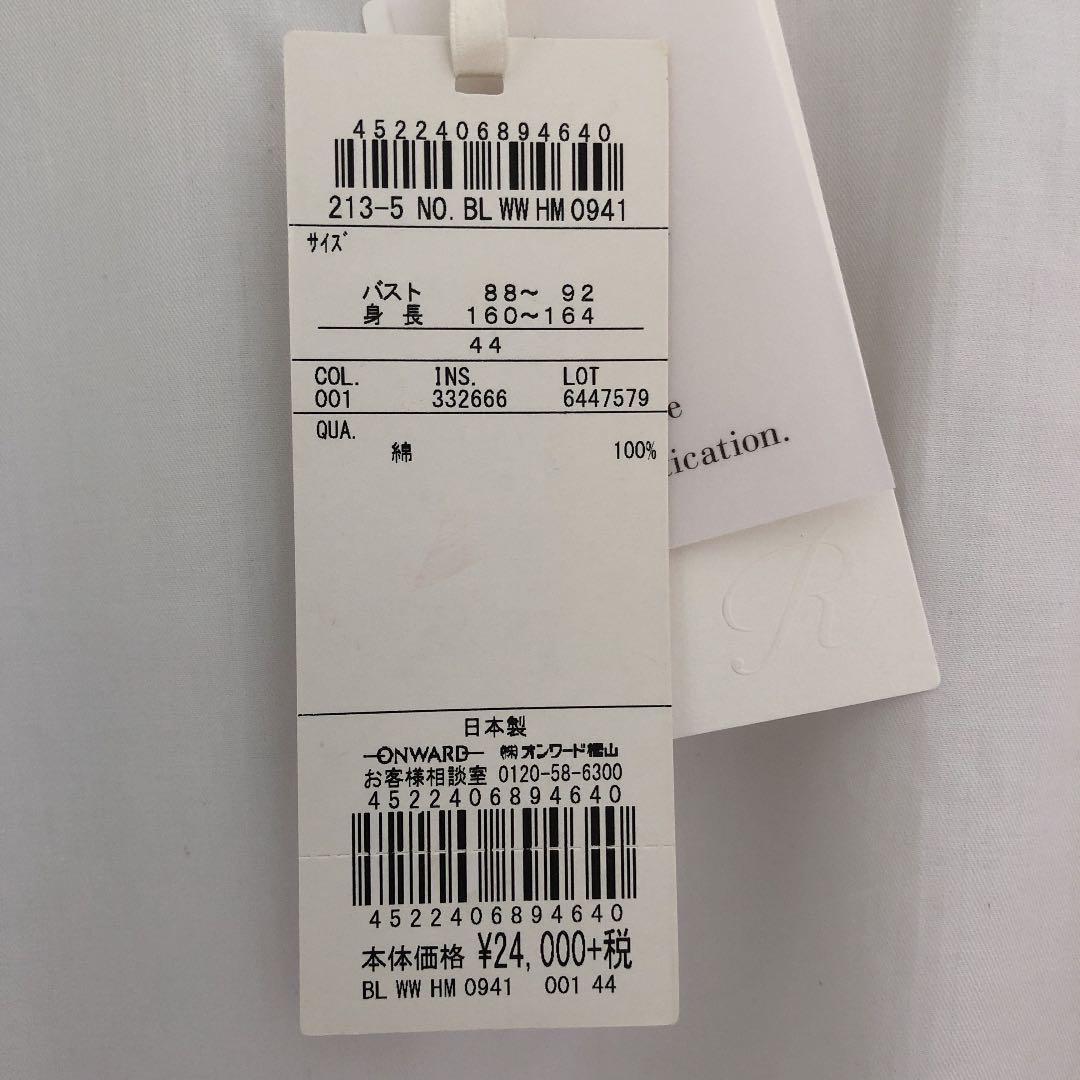 4522406894640
213-5 NO. BL WW HM 0941
サイズ
バスト 88～ 92
身 長 160～164
44
COL. INS. LOT
001 332666 6447579
QUA.
綿 100%
e
tication.
R
日本製
ONWARD ㈱オンワード樫山
お客様相談室 0120-58-6300
4522406894640
4522406894640
本体価格 ¥24,000+税
BL WW HM 0941 001 44